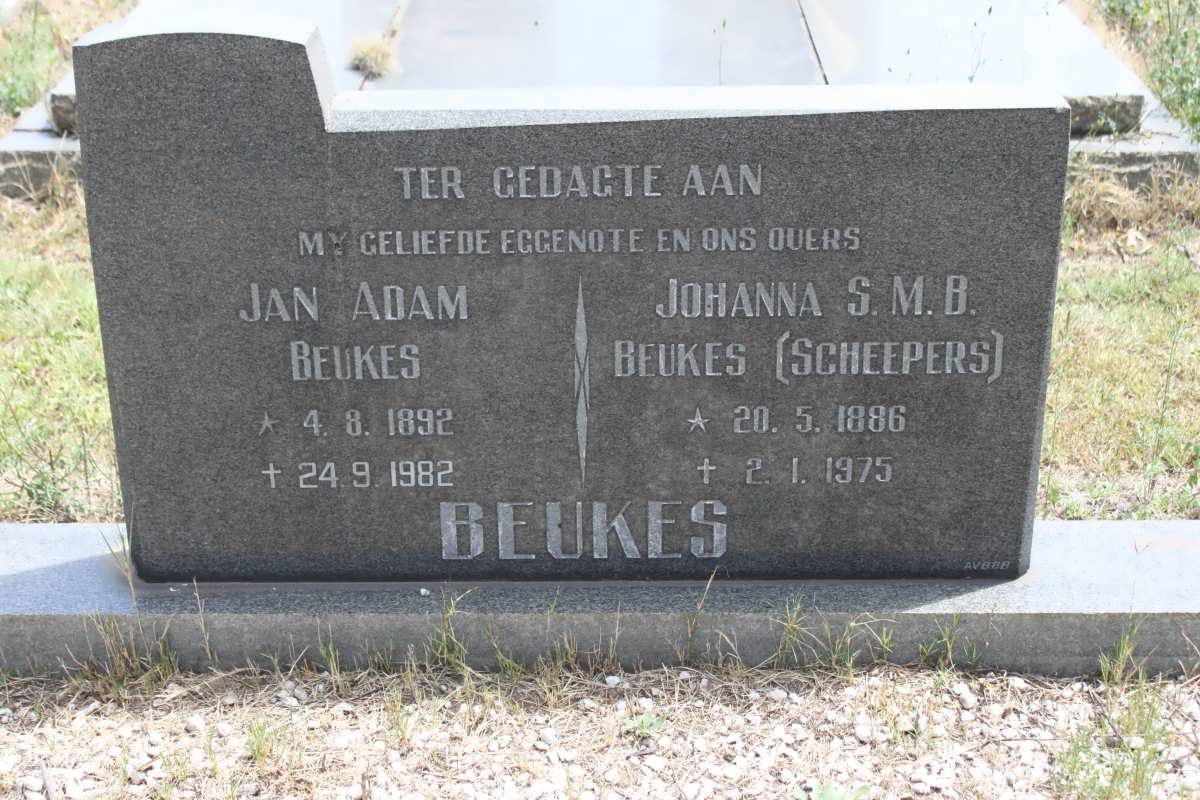 TER GEDAGTE AAN
MY GELIEFDE EGGENOTE EN ONS OUERS
JAN ADAM
BEUKES
★ 4. 8. 1892
✝ 24 9. 1982
JOHANNA S. M. B.
BEUKES (SCHEEPERS)
★ 20. 5. 1886
✝ 2. 1. 1975
BEUKES
AVBBB